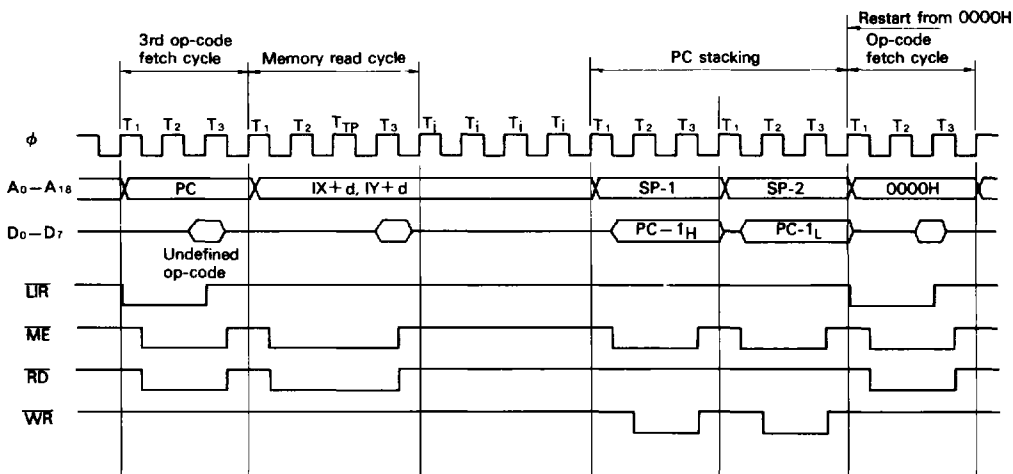 Restart from 0000H
3rd op-code
fetch cycle
Memory read cycle
PC stacking
Op-code
fetch cycle
T1 T2 T3 T1 T2 TTP T3 Ti Ti Ti Ti T1 T2 T3 T1 T2 T3 T1 T2 T3
φ
A0–A18 PC IX+d, IY+d SP-1 SP-2 0000H
D0–D7 PC–1H PC-1L
Undefined
op-code
LIR
ME
RD
WR